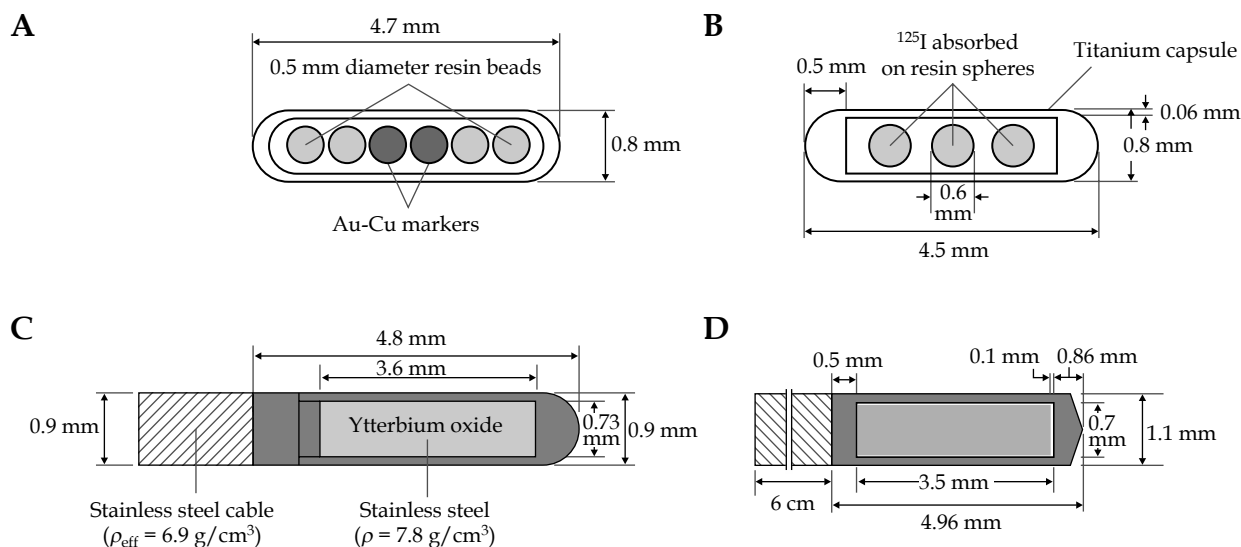 A
4.7 mm
0.5 mm diameter resin beads
0.8 mm
Au-Cu markers
B
¹²⁵I absorbed
on resin spheres
Titanium capsule
0.5 mm
0.06 mm
0.8 mm
0.6
mm
4.5 mm
C
4.8 mm
3.6 mm
0.9 mm
Ytterbium oxide
0.73
mm
0.9 mm
Stainless steel cable
(ρeff = 6.9 g/cm³)
Stainless steel
(ρ = 7.8 g/cm³)
D
0.5 mm
0.1 mm
0.86 mm
0.7
mm
1.1 mm
6 cm
3.5 mm
4.96 mm